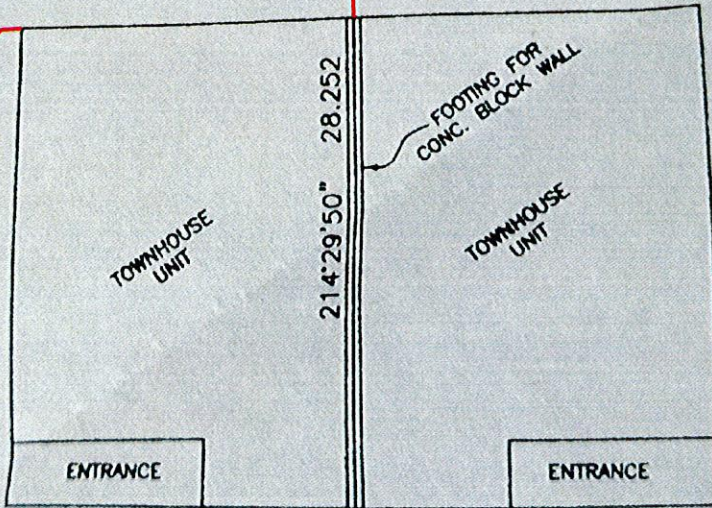 FOOTING FOR
CONC. BLOCK WALL
214°29'50" 28.252
TOWNHOUSE
UNIT
TOWNHOUSE
UNIT
ENTRANCE
ENTRANCE